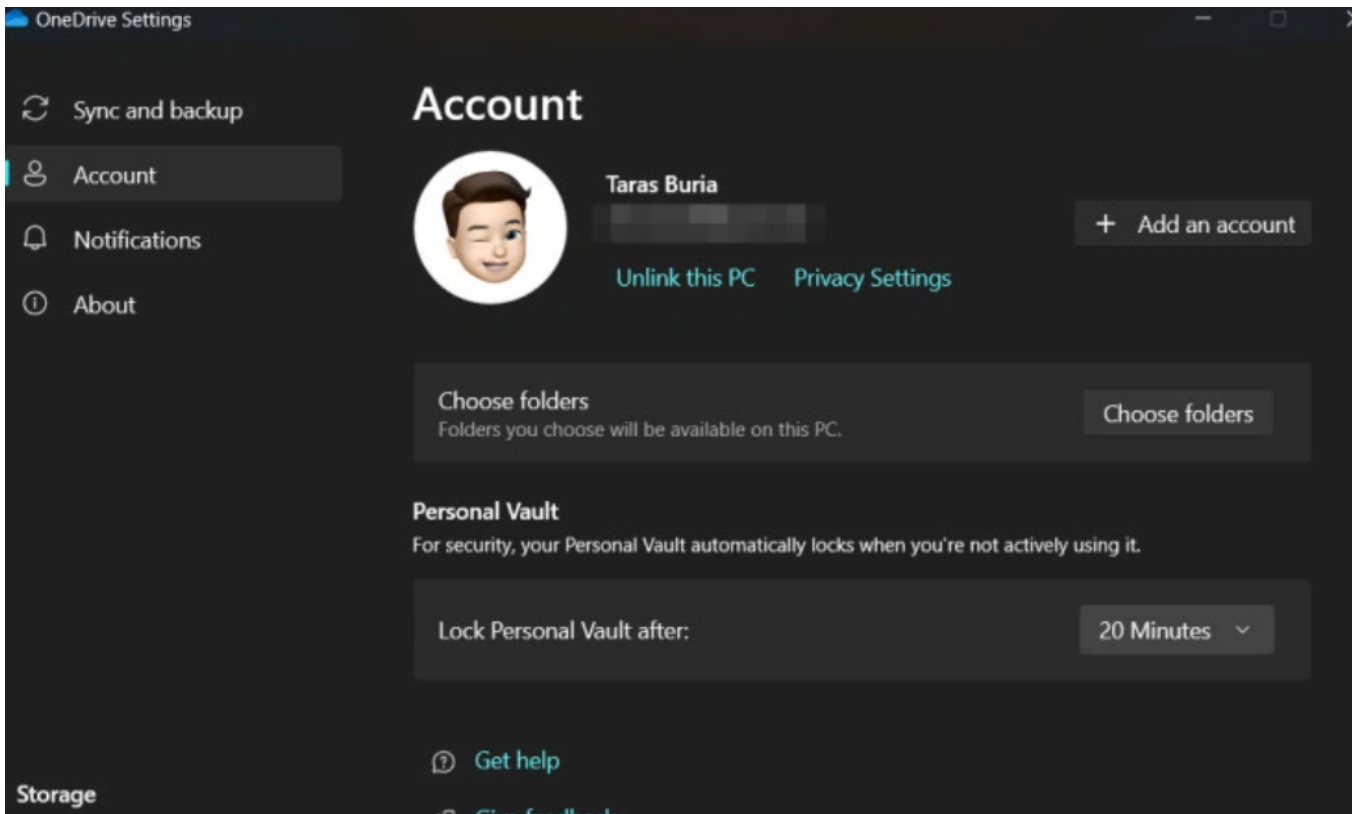 OneDrive Settings
Sync and backup
Account
Notifications
About
Storage
Account
Taras Buria
+ Add an account
Unlink this PC Privacy Settings
Choose folders
Folders you choose will be available on this PC.
Choose folders
Personal Vault
For security, your Personal Vault automatically locks when you're not actively using it.
Lock Personal Vault after:
20 Minutes
Get help